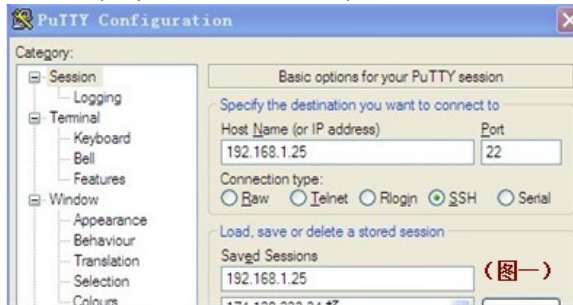 PuTTY Configuration
Category:
Session
Logging
Terminal
Keyboard
Bell
Features
Window
Appearance
Behaviour
Translation
Selection
Colours
Basic options for your PuTTY session
Specify the destination you want to connect to
Host Name (or IP address) Port
192.168.1.25 22
Connection type:
Raw Telnet Rlogin SSH Serial
Load, save or delete a stored session
Saved Sessions
192.168.1.25
(图一)